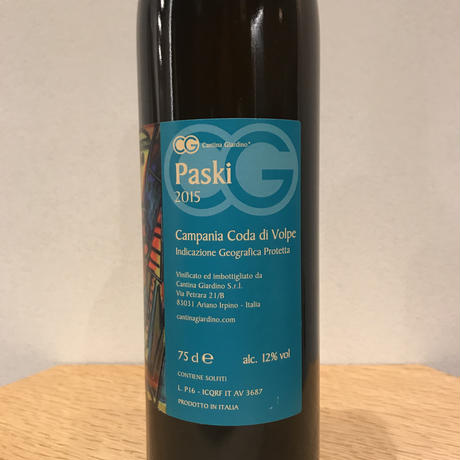 CG Cantina Giardino®
CG
Paski
2015
Campania Coda di Volpe
Indicazione Geografica Protetta
Vinificato ed imbottigliato da
Cantina Giardino S.r.l.
Via Petrara 21/B
83031 Ariano Irpino - Italia
cantinagiardino.com
75 cl e alc. 12% vol
CONTIENE SOLFITI
L. P16 - ICQRF IT AV 3687
PRODOTTO IN ITALIA